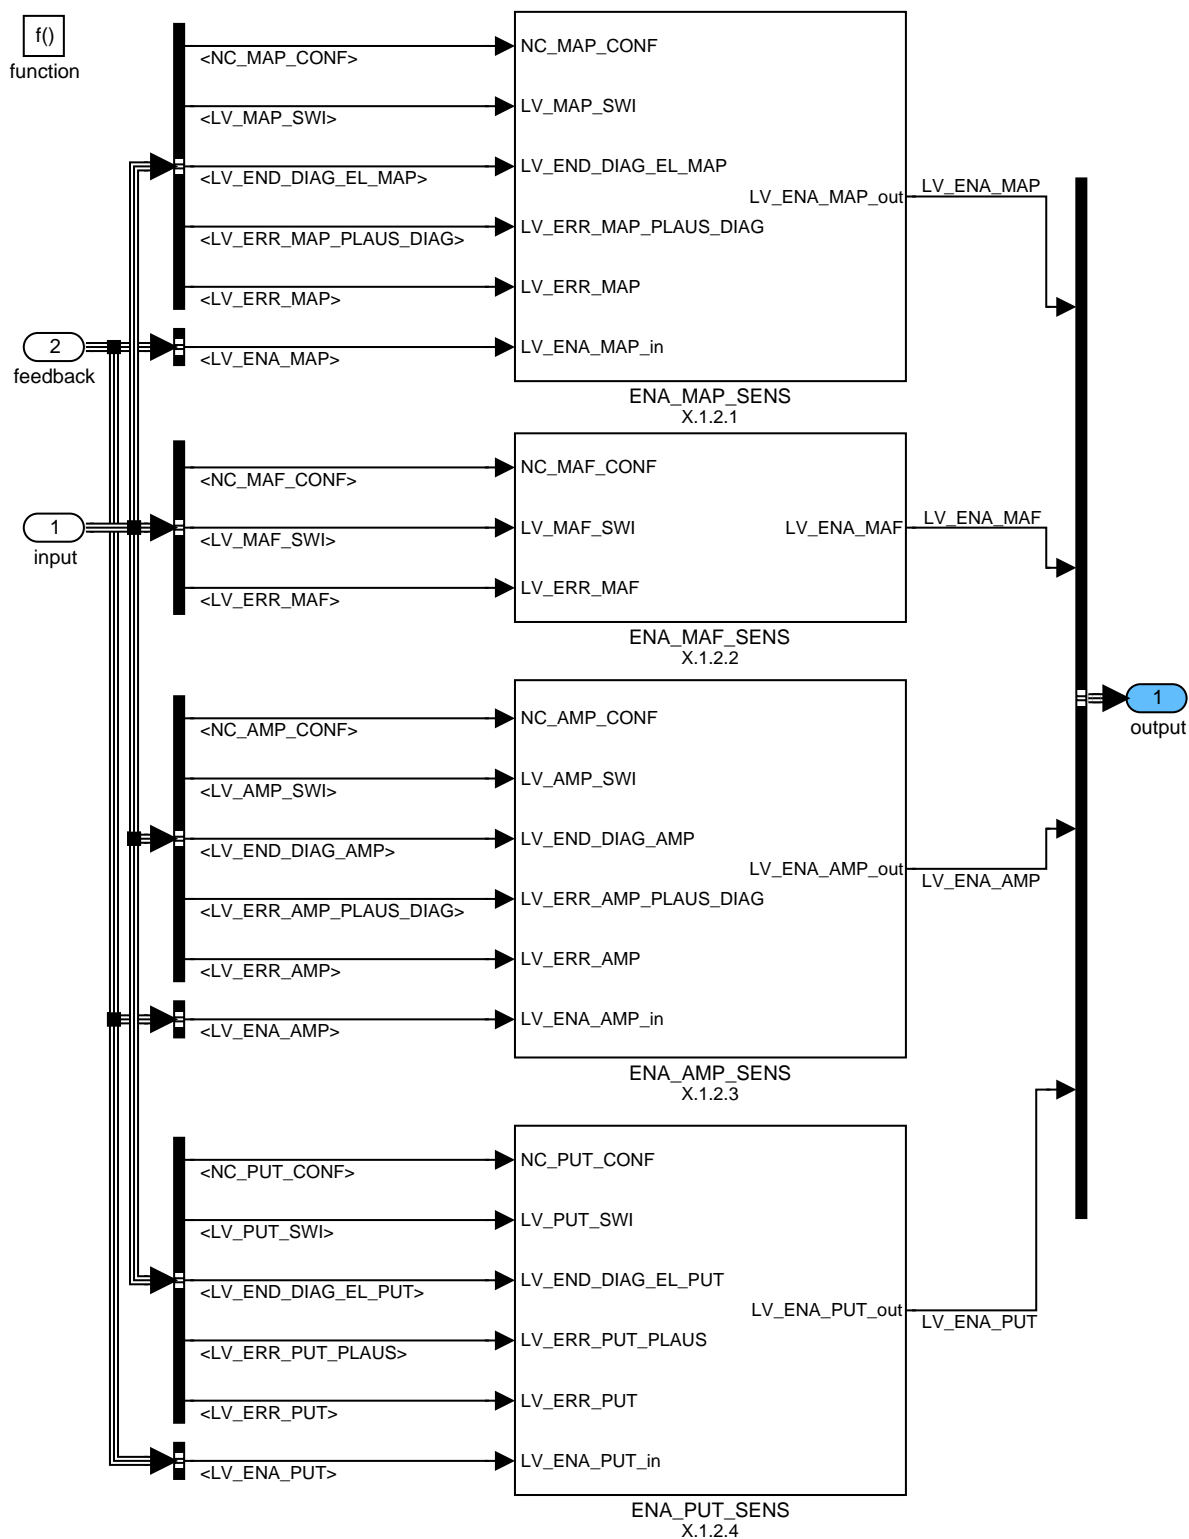 f()
function
<NC_MAP_CONF>
<LV_MAP_SWI>
<LV_END_DIAG_EL_MAP>
<LV_ERR_MAP_PLAUS_DIAG>
<LV_ERR_MAP>
<LV_ENA_MAP>
NC_MAP_CONF
LV_MAP_SWI
LV_END_DIAG_EL_MAP
LV_ENA_MAP_out
LV_ERR_MAP_PLAUS_DIAG
LV_ERR_MAP
LV_ENA_MAP_in
ENA_MAP_SENS
X.1.2.1
LV_ENA_MAP
2
feedback
1
input
<NC_MAF_CONF>
<LV_MAF_SWI>
<LV_ERR_MAF>
NC_MAF_CONF
LV_MAF_SWI
LV_ENA_MAF
LV_ERR_MAF
ENA_MAF_SENS
X.1.2.2
LV_ENA_MAF
<NC_AMP_CONF>
<LV_AMP_SWI>
<LV_END_DIAG_AMP>
<LV_ERR_AMP_PLAUS_DIAG>
<LV_ERR_AMP>
<LV_ENA_AMP>
NC_AMP_CONF
LV_AMP_SWI
LV_END_DIAG_AMP
LV_ENA_AMP_out
LV_ERR_AMP_PLAUS_DIAG
LV_ERR_AMP
LV_ENA_AMP_in
ENA_AMP_SENS
X.1.2.3
LV_ENA_AMP
1
output
<NC_PUT_CONF>
<LV_PUT_SWI>
<LV_END_DIAG_EL_PUT>
<LV_ERR_PUT_PLAUS>
<LV_ERR_PUT>
<LV_ENA_PUT>
NC_PUT_CONF
LV_PUT_SWI
LV_END_DIAG_EL_PUT
LV_ENA_PUT_out
LV_ERR_PUT_PLAUS
LV_ERR_PUT
LV_ENA_PUT_in
ENA_PUT_SENS
X.1.2.4
LV_ENA_PUT